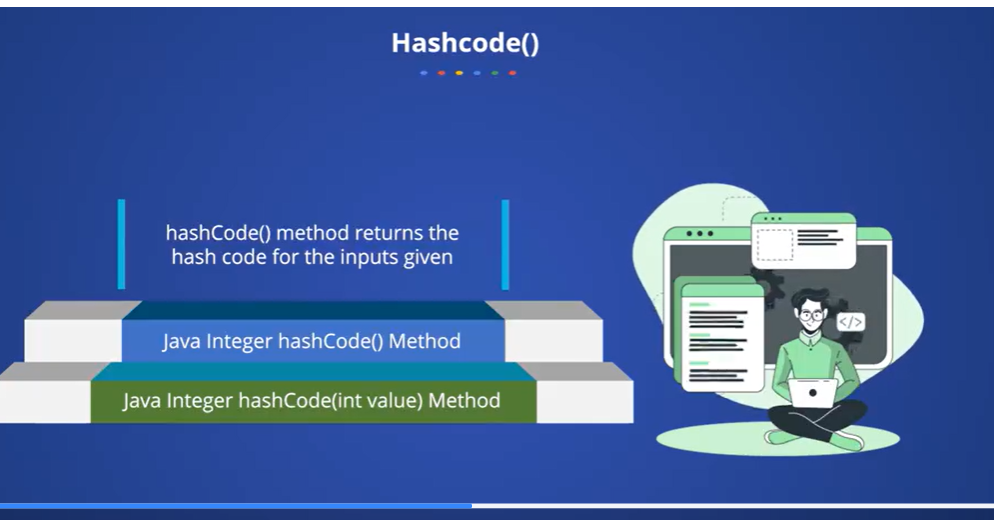 Hashcode()
hashCode() method returns the
hash code for the inputs given
Java Integer hashCode() Method
Java Integer hashCode(int value) Method
</>